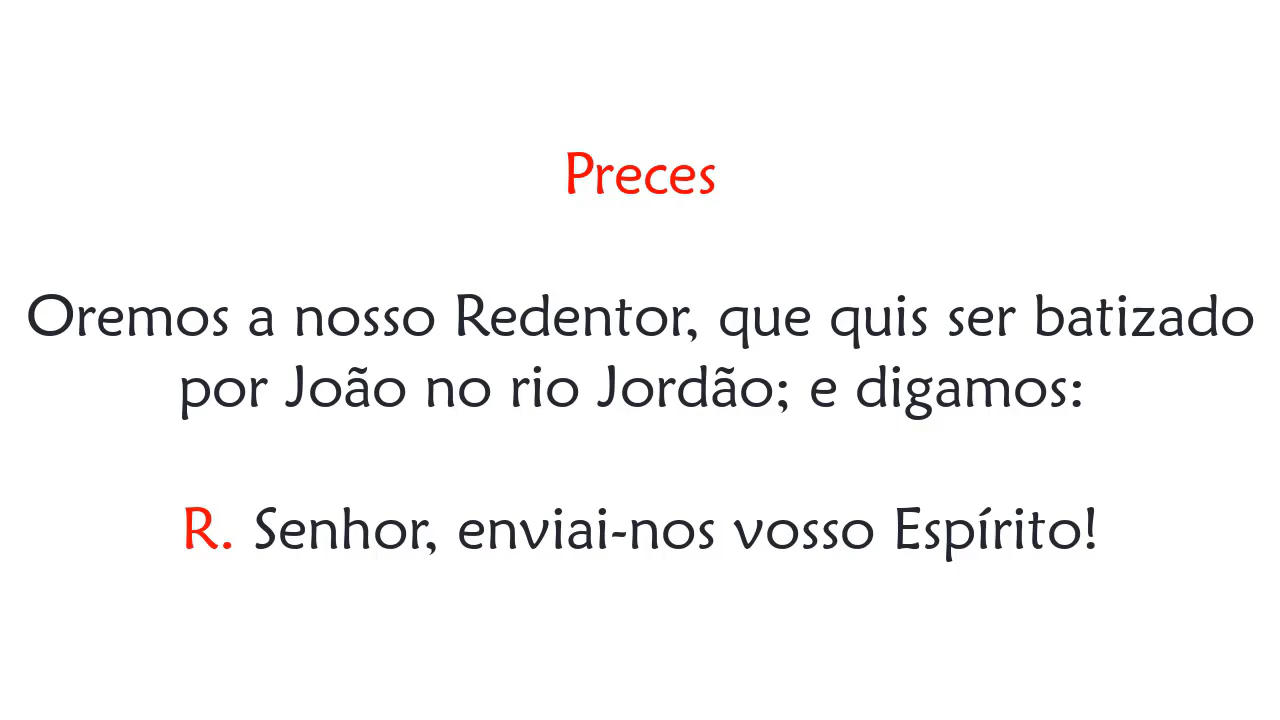 Preces
Oremos a nosso Redentor, que quis ser batizado
por João no rio Jordão; e digamos:
R. Senhor, enviai-nos vosso Espírito!